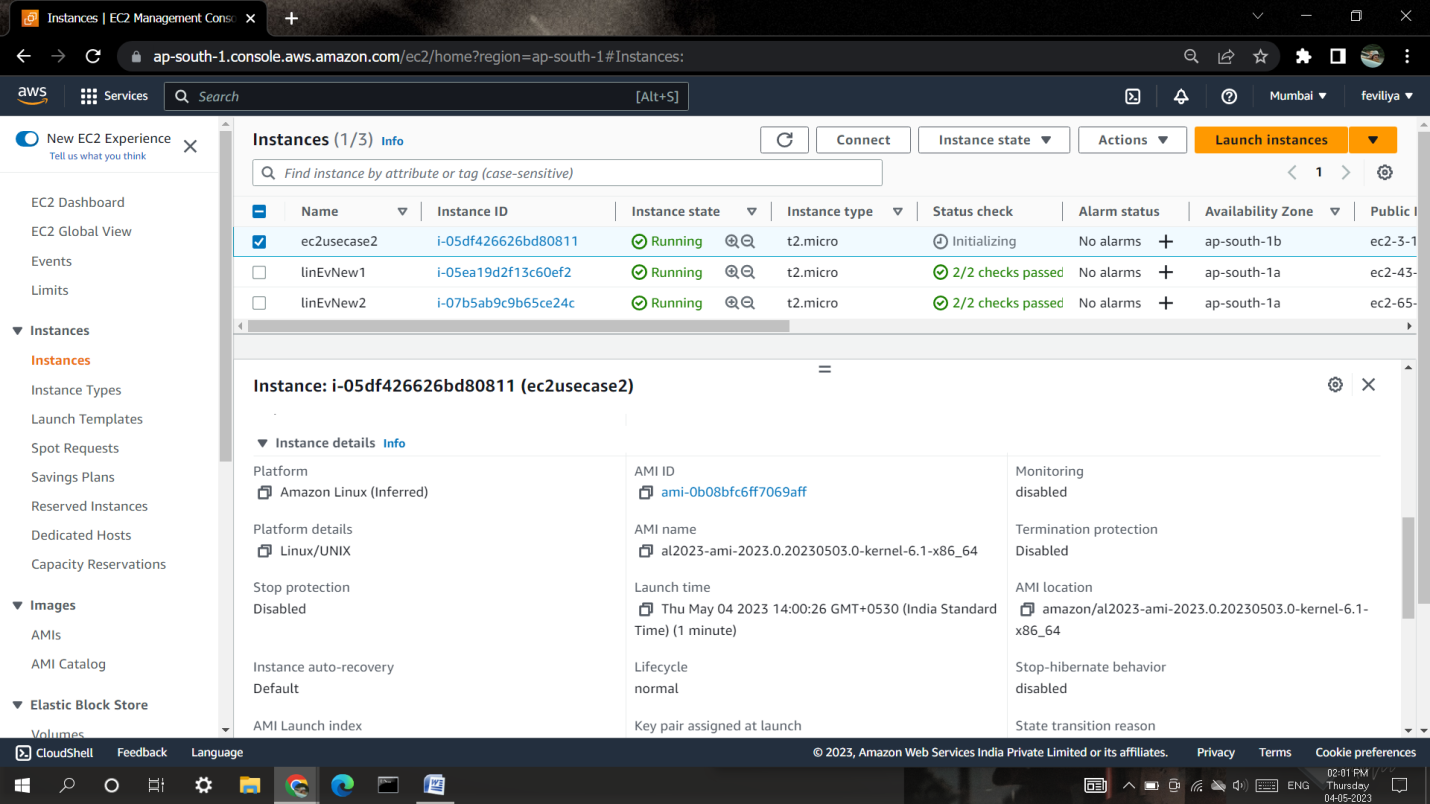 Instances | EC2 Management Conso
ap-south-1.console.aws.amazon.com/ec2/home?region=ap-south-1#Instances:
aws Services Search [Alt+S] Mumbai feviliya
New EC2 Experience
Tell us what you think
EC2 Dashboard
EC2 Global View
Events
Limits
Instances
Instances
Instance Types
Launch Templates
Spot Requests
Savings Plans
Reserved Instances
Dedicated Hosts
Capacity Reservations
Images
AMIs
AMI Catalog
Elastic Block Store
Volumes
Instances (1/3) Info Connect Instance state Actions Launch instances
Find instance by attribute or tag (case-sensitive) 1
Name Instance ID Instance state Instance type Status check Alarm status Availability Zone Public I
ec2usecase2 i-05df426626bd80811 Running t2.micro Initializing No alarms + ap-south-1b ec2-3-1
linEvNew1 i-05ea19d2f13c60ef2 Running t2.micro 2/2 checks passed No alarms + ap-south-1a ec2-43-
linEvNew2 i-07b5ab9c9b65ce24c Running t2.micro 2/2 checks passed No alarms + ap-south-1a ec2-65-
Instance: i-05df426626bd80811 (ec2usecase2)
Instance details Info
Platform
Amazon Linux (Inferred)
AMI ID
ami-0b08bfc6ff7069aff
Monitoring
disabled
Platform details
Linux/UNIX
AMI name
al2023-ami-2023.0.20230503.0-kernel-6.1-x86_64
Termination protection
Disabled
Stop protection
Disabled
Launch time
Thu May 04 2023 14:00:26 GMT+0530 (India Standard
Time) (1 minute)
AMI location
amazon/al2023-ami-2023.0.20230503.0-kernel-6.1-
x86_64
Instance auto-recovery
Default
Lifecycle
normal
Stop-hibernate behavior
disabled
AMI Launch index
Key pair assigned at launch
State transition reason
CloudShell Feedback Language © 2023, Amazon Web Services India Private Limited or its affiliates. Privacy Terms Cookie preferences
ENG
02:01 PM
Thursday
04-05-2023